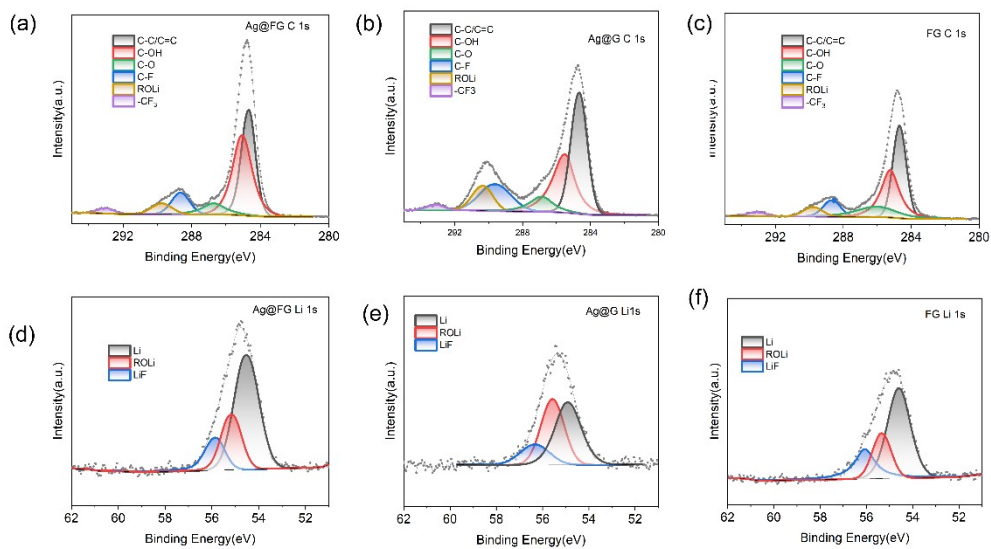 (a)
Ag@FG C 1s
C-C/C=C
C-OH
C-O
C-F
ROLi
-CF₃
Intensity(a.u.)
292 288 284 280
Binding Energy(eV)
(b)
Ag@G C 1s
C-C/C=C
C-OH
C-O
C-F
ROLi
-CF3
Intensity(a.u.)
292 288 284 280
Binding Energy(eV)
(c)
FG C 1s
C-C/C=C
C-OH
C-O
C-F
ROLi
-CF₃
Intensity(a.u.)
292 288 284 280
Binding Energy(eV)
(d)
Ag@FG Li 1s
Li
ROLi
LiF
Intensity(a.u.)
62 60 58 56 54 52
Binding Energy(eV)
(e)
Ag@G Li1s
Li
ROLi
LiF
Intensity(a.u.)
62 60 58 56 54 52
Binding Energy(eV)
(f)
FG Li 1s
Li
ROLi
LiF
Intensity(a.u.)
62 60 58 56 54 52
Binding Energy(eV)